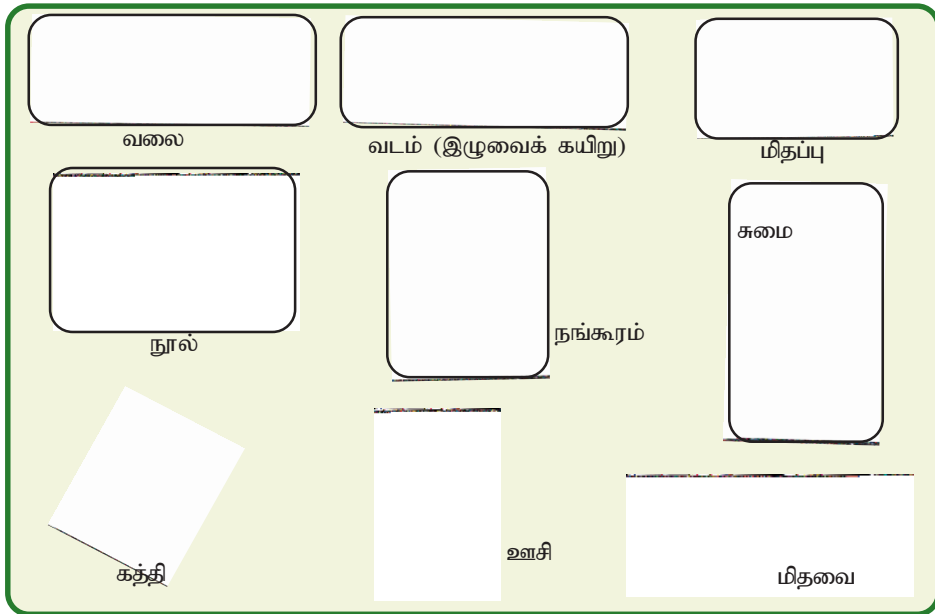 வலை
வடம் (இழுவைக் கயிறு)
மிதப்பு
சுமை
நூல்
நங்கூரம்
கத்தி
ஊசி
மிதவை